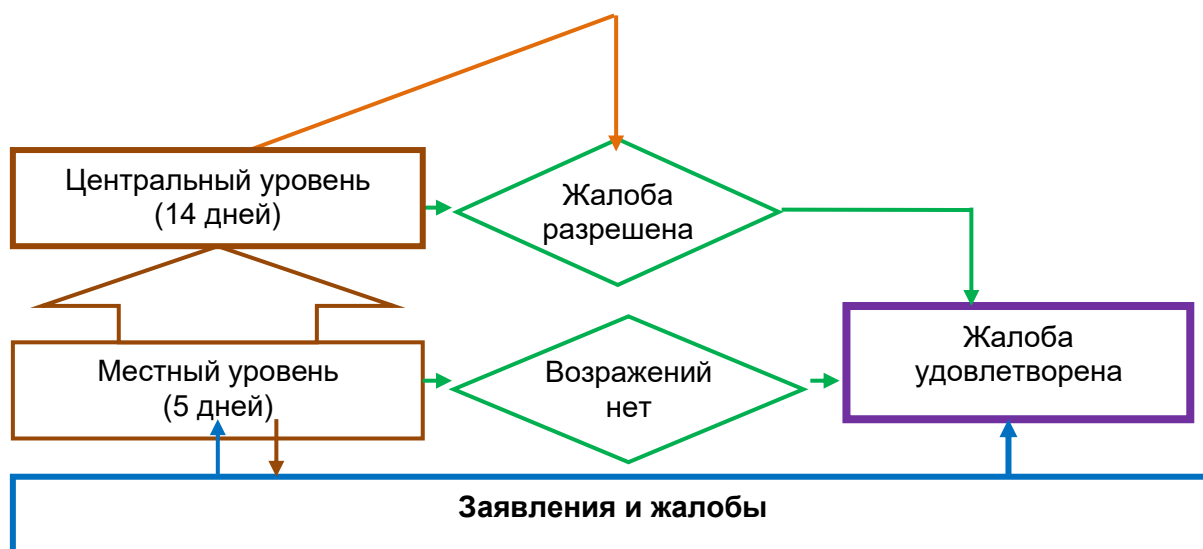 Центральный уровень
(14 дней)
Жалоба
разрешена
Жалоба
удовлетворена
Местный уровень
(5 дней)
Возражений
нет
Заявления и жалобы